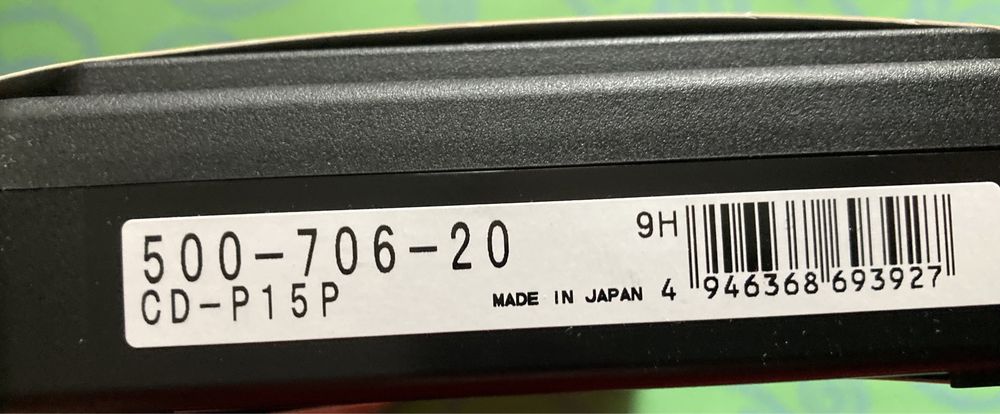 500-706-20
CD-P15P
MADE IN JAPAN
9H
4 946368 693927